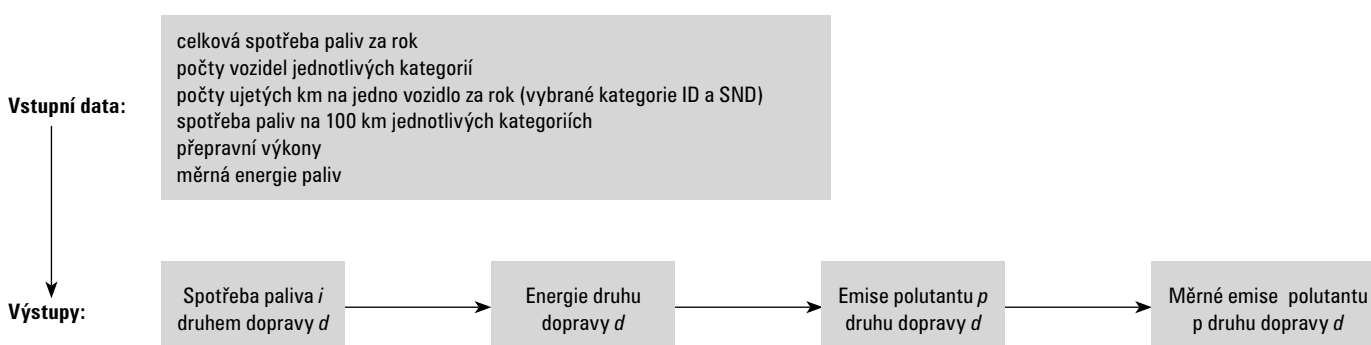 celková spotřeba paliv za rok
počty vozidel jednotlivých kategorií
Vstupní data:
počty ujetých km na jedno vozidlo za rok (vybrané kategorie ID a SND)
spotřeba paliv na 100 km jednotlivých kategoriích
přepravní výkony
měrná energie paliv
Výstupy:
Spotřeba paliva i
druhem dopravy d
Energie druhu
dopravy d
Emise polutantu p
druhu dopravy d
Měrné emise polutantu
p druhu dopravy d